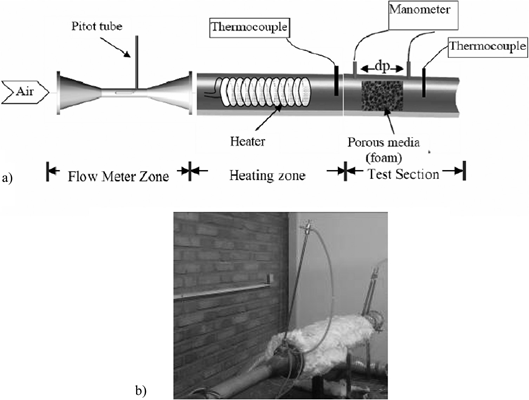 Pitot tube
Air
Thermocouple
Manometer
Thermocouple
dp
Heater
Porous media
(foam)
a)
Flow Meter Zone
Heating zone
Test Section
b)